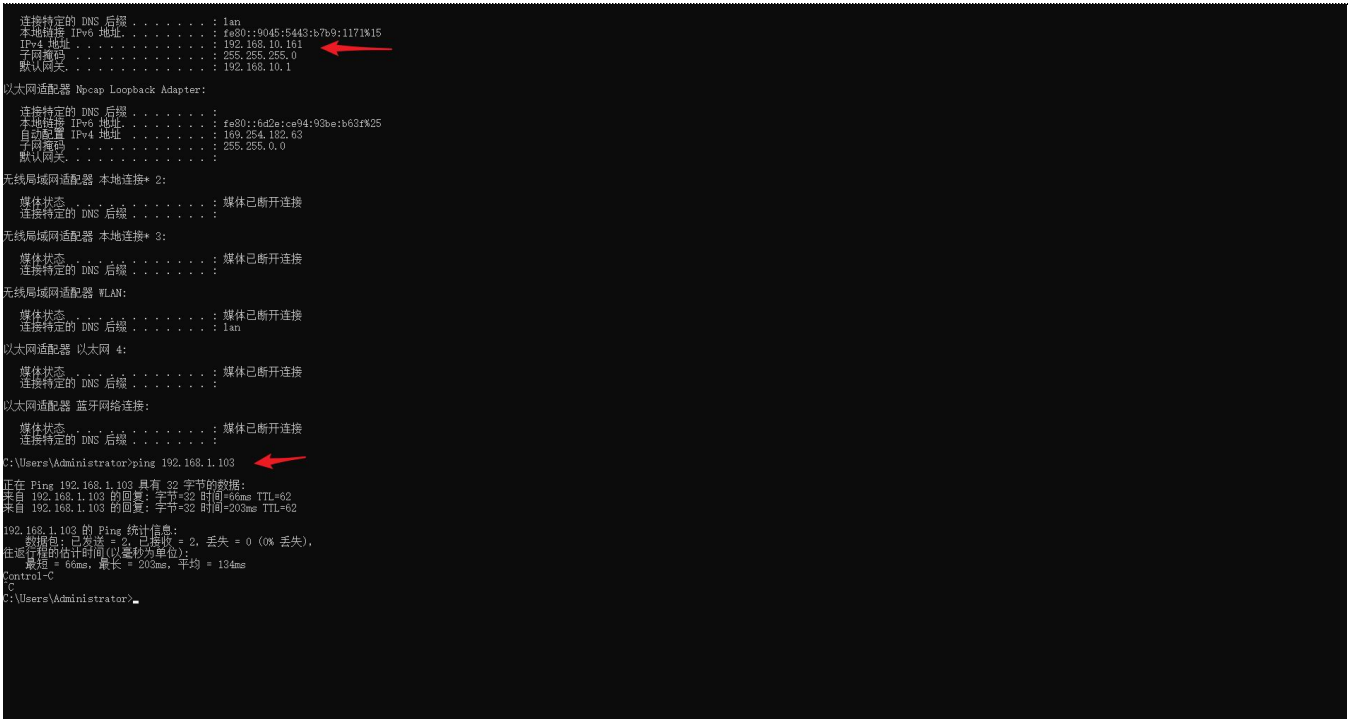 连接特定的 DNS 后缀 . . . . . . . : lan
本地链接 IPv6 地址. . . . . . . . : fe80::9045:5443:b7b9:1171%15
IPv4 地址 . . . . . . . . . . . . : 192.168.10.161
子网掩码 . . . . . . . . . . . . : 255.255.255.0
默认网关. . . . . . . . . . . . . : 192.168.10.1
以太网适配器 Npcap Loopback Adapter:
连接特定的 DNS 后缀 . . . . . . . :
本地链接 IPv6 地址. . . . . . . . : fe80::6d2e:ce94:93be:b63f%25
自动配置 IPv4 地址 . . . . . . . : 169.254.182.63
子网掩码 . . . . . . . . . . . . : 255.255.0.0
默认网关. . . . . . . . . . . . . :
无线局域网适配器 本地连接* 2:
媒体状态 . . . . . . . . . . . . : 媒体已断开连接
连接特定的 DNS 后缀 . . . . . . . :
无线局域网适配器 本地连接* 3:
媒体状态 . . . . . . . . . . . . : 媒体已断开连接
连接特定的 DNS 后缀 . . . . . . . :
无线局域网适配器 WLAN:
媒体状态 . . . . . . . . . . . . : 媒体已断开连接
连接特定的 DNS 后缀 . . . . . . . : lan
以太网适配器 以太网 4:
媒体状态 . . . . . . . . . . . . : 媒体已断开连接
连接特定的 DNS 后缀 . . . . . . . :
以太网适配器 蓝牙网络连接:
媒体状态 . . . . . . . . . . . . : 媒体已断开连接
连接特定的 DNS 后缀 . . . . . . . :
C:\Users\Administrator>ping 192.168.1.103
正在 Ping 192.168.1.103 具有 32 字节的数据:
来自 192.168.1.103 的回复: 字节=32 时间=66ms TTL=62
来自 192.168.1.103 的回复: 字节=32 时间=203ms TTL=62
192.168.1.103 的 Ping 统计信息:
数据包: 已发送 = 2, 已接收 = 2, 丢失 = 0 (0% 丢失),
往返行程的估计时间(以毫秒为单位):
最短 = 66ms, 最长 = 203ms, 平均 = 134ms
Control-C
^C
C:\Users\Administrator>